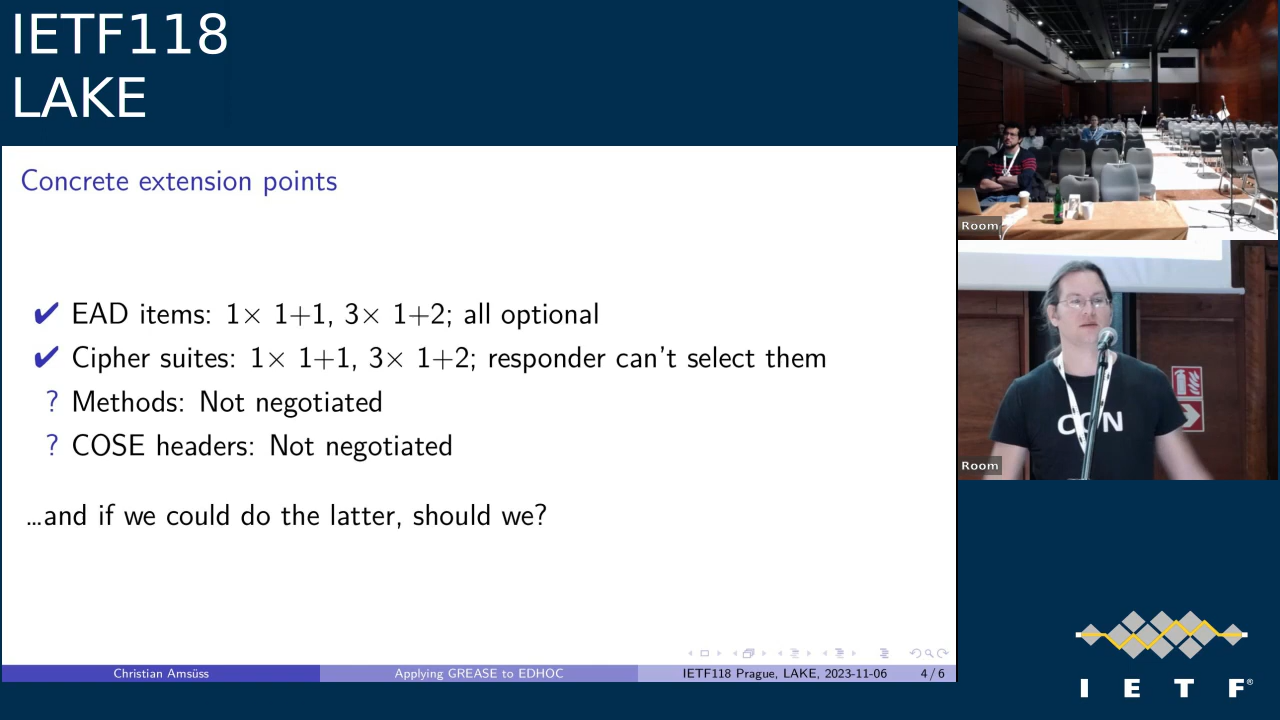 IETF118
LAKE
Concrete extension points
✔ EAD items: 1× 1+1, 3× 1+2; all optional
✔ Cipher suites: 1× 1+1, 3× 1+2; responder can't select them
? Methods: Not negotiated
? COSE headers: Not negotiated
…and if we could do the latter, should we?
Christian Amsüss Applying GREASE to EDHOC IETF118 Prague, LAKE, 2023-11-06 4 / 6
Room
Room
I E T F®